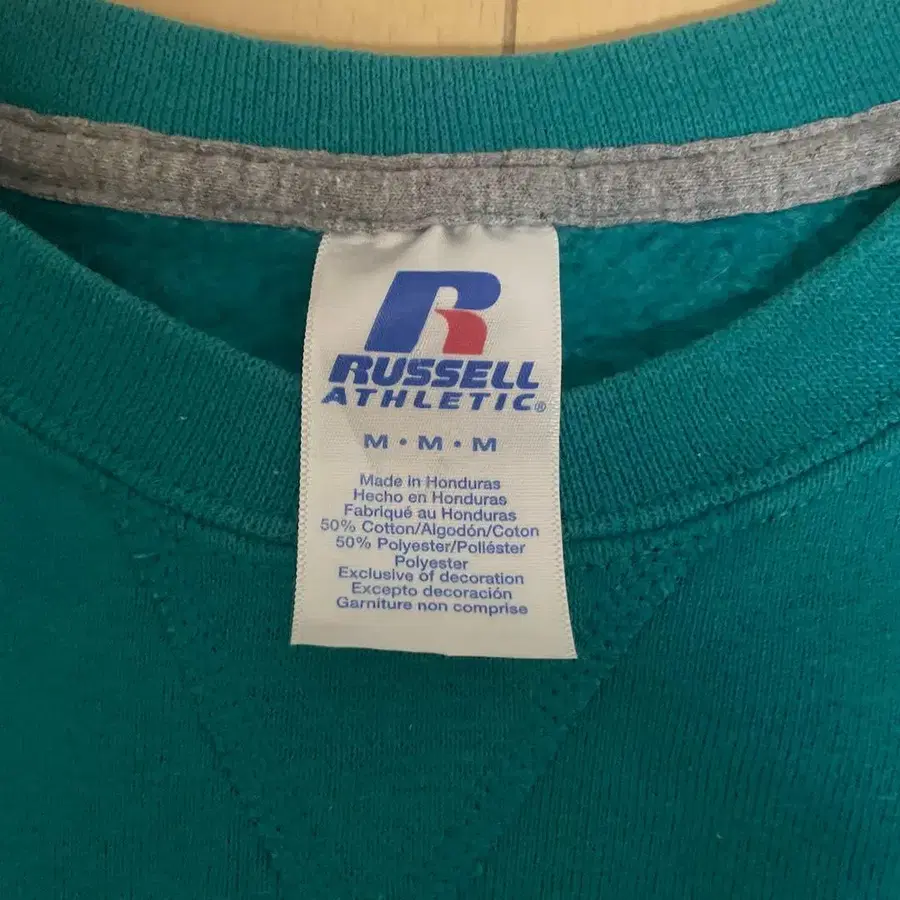 R
RUSSELL
ATHLETIC®
M • M • M
Made in Honduras
Hecho en Honduras
Fabriqué au Honduras
50% Cotton/Algodón/Coton
50% Polyester/Poliéster
Polyester
Exclusive of decoration
Excepto decoración
Garniture non comprise